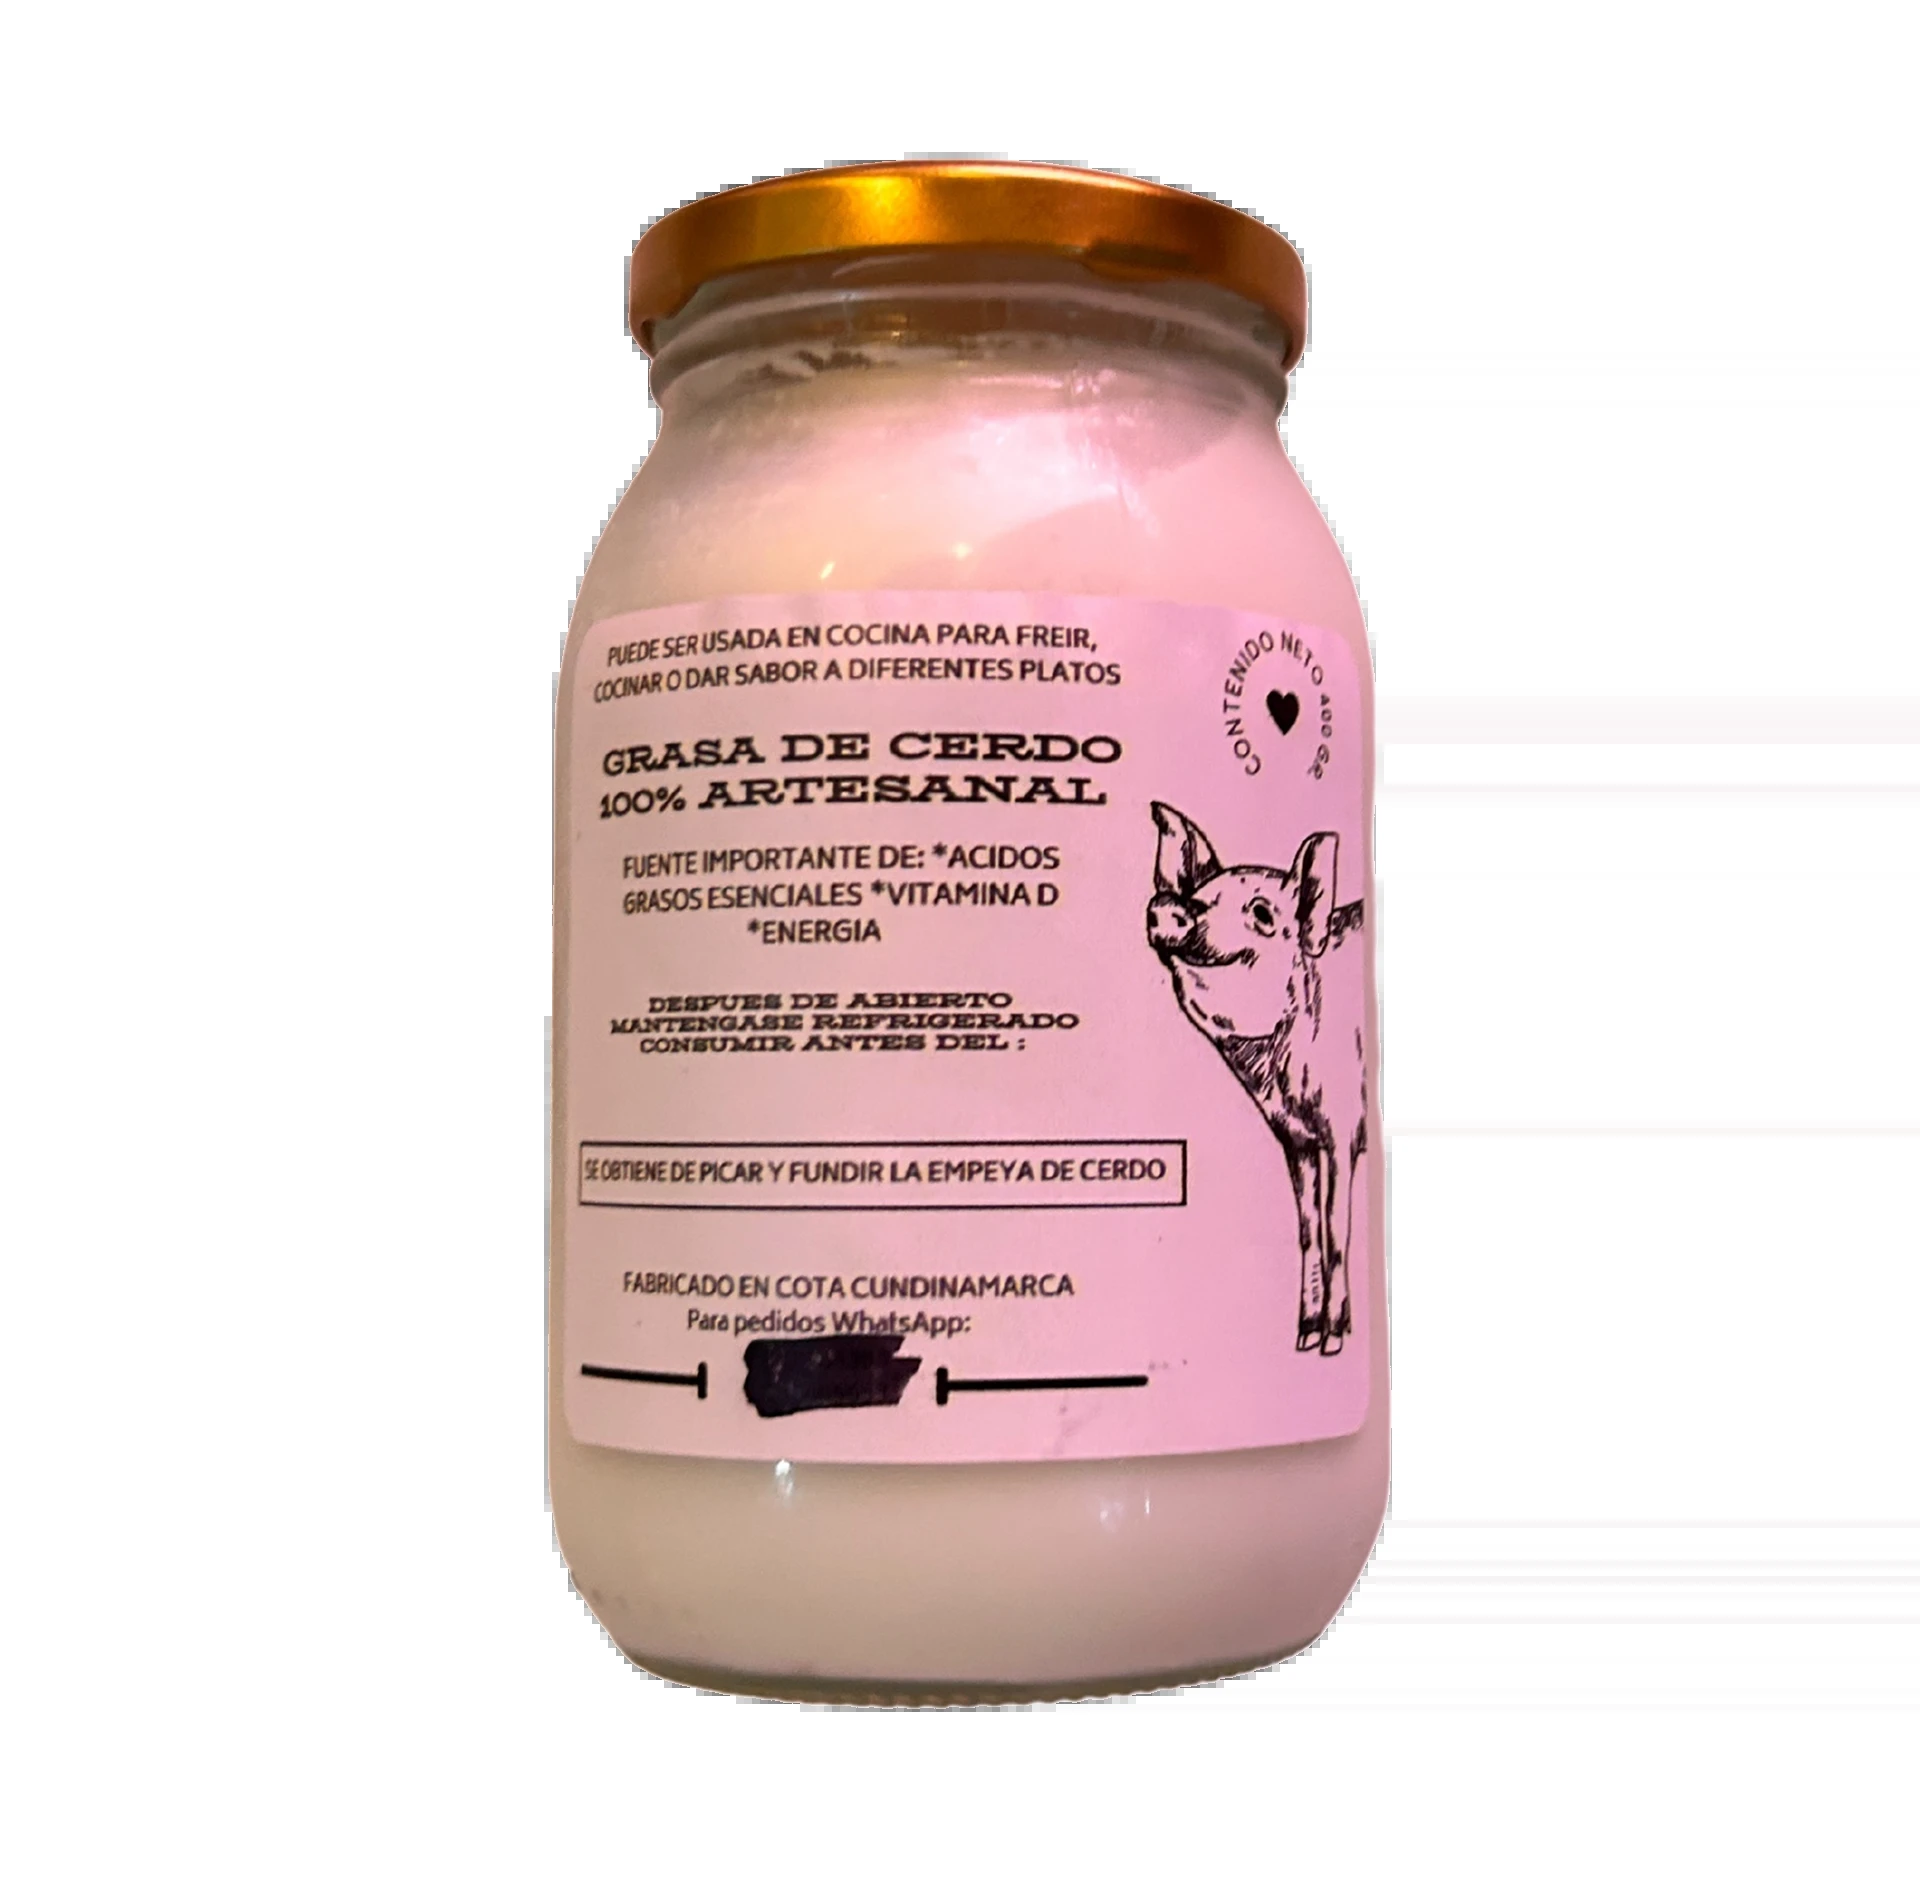 PUEDE SER USADA EN COCINA PARA FREIR,
COCINAR O DAR SABOR A DIFERENTES PLATOS
CONTENIDO NETO 400 GR
GRASA DE CERDO
100% ARTESANAL
FUENTE IMPORTANTE DE: *ACIDOS
GRASOS ESENCIALES *VITAMINA D
*ENERGIA
DESPUES DE ABIERTO
MANTENGASE REFRIGERADO
CONSUMIR ANTES DEL :
SE OBTIENE DE PICAR Y FUNDIR LA EMPEYA DE CERDO
FABRICADO EN COTA CUNDINAMARCA
Para pedidos WhatsApp: